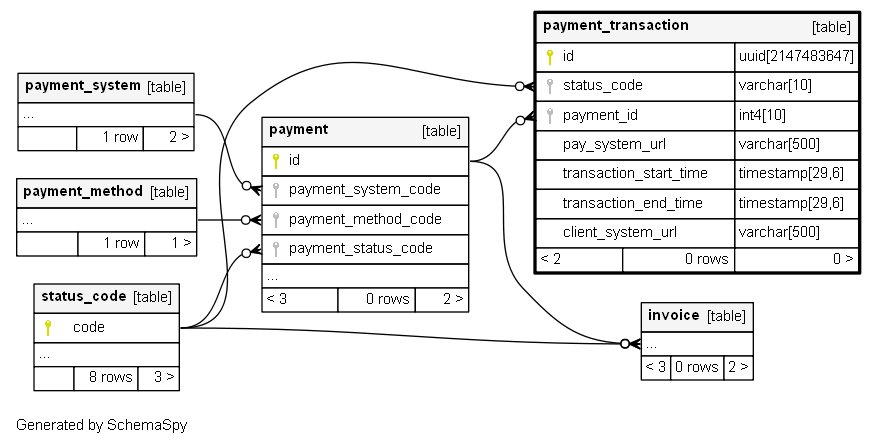 payment_transaction [table]
id uuid[2147483647]
status_code varchar[10]
payment_id int4[10]
pay_system_url varchar[500]
transaction_start_time timestamp[29,6]
transaction_end_time timestamp[29,6]
client_system_url varchar[500]
< 2 0 rows 0 >
payment_system [table]
...
1 row 2 >
payment [table]
id
payment_system_code
payment_method_code
payment_status_code
...
< 3 0 rows 2 >
payment_method [table]
...
1 row 1 >
status_code [table]
code
...
8 rows 3 >
invoice [table]
...
< 3 0 rows 2 >
Generated by SchemaSpy